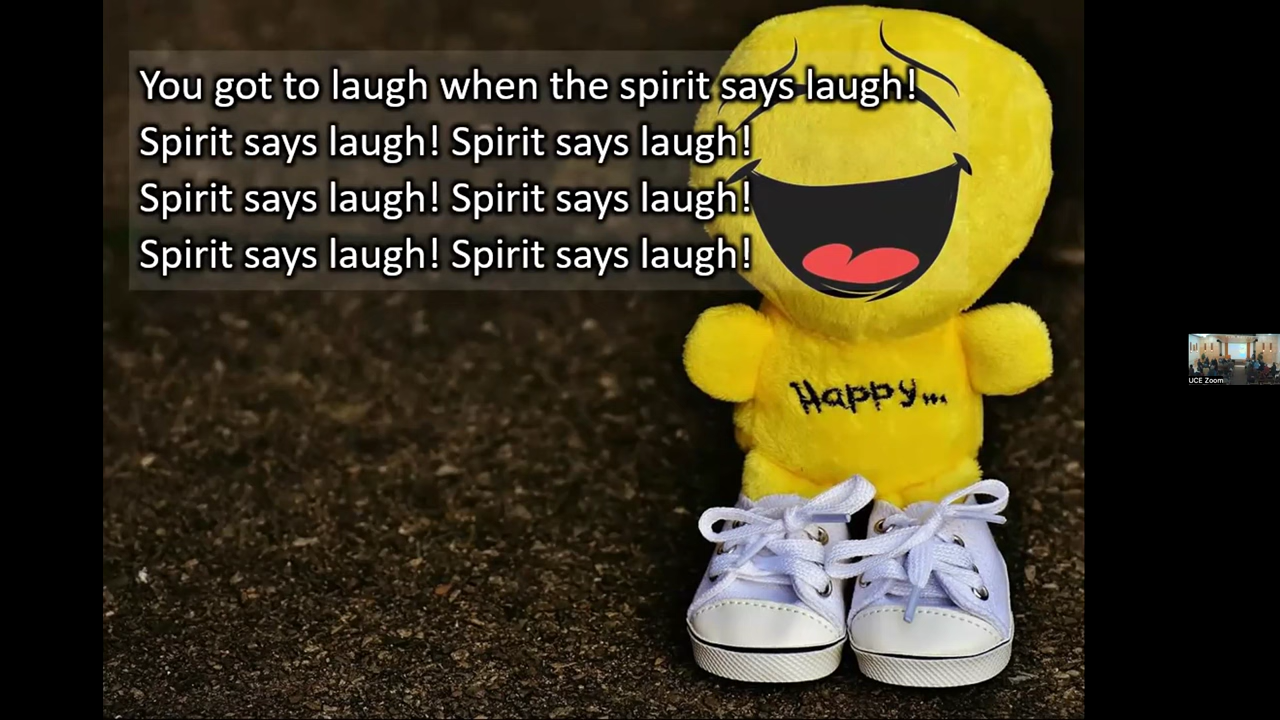 You got to laugh when the spirit says laugh!
Spirit says laugh! Spirit says laugh!
Spirit says laugh! Spirit says laugh!
Spirit says laugh! Spirit says laugh!
Happy...
UCE Zoom